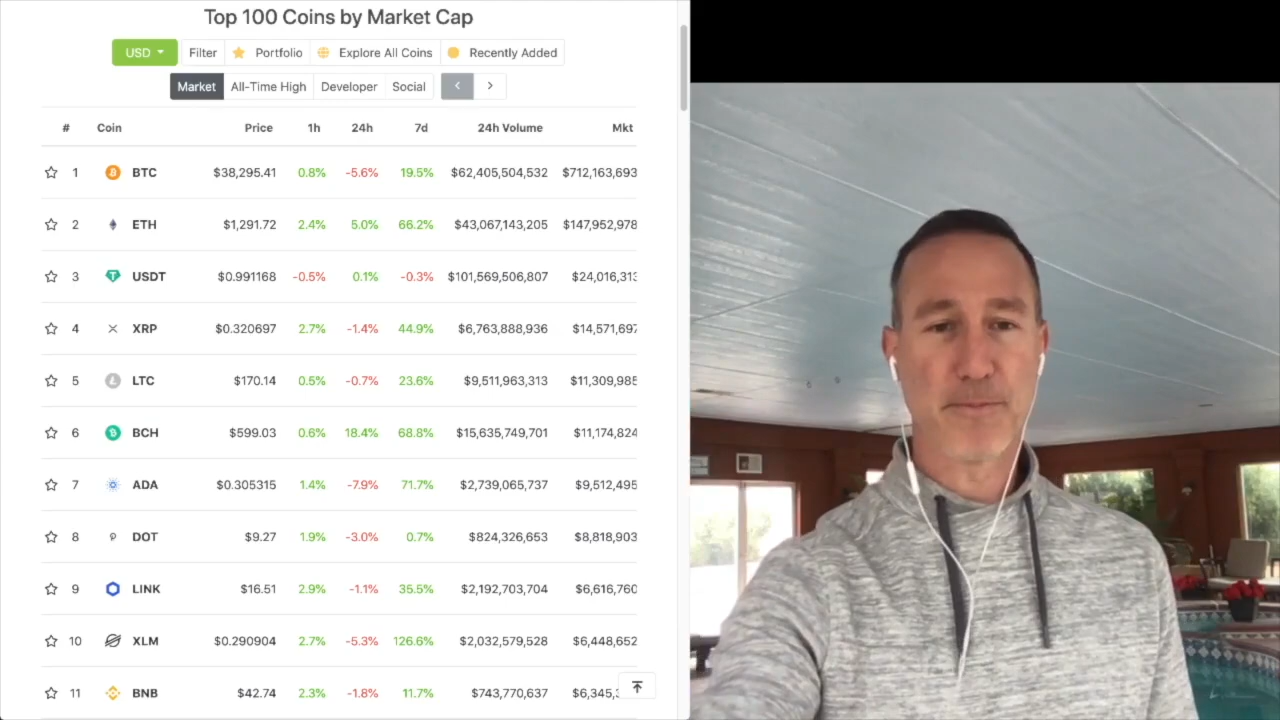 Top 100 Coins by Market Cap
USD Filter Portfolio Explore All Coins Recently Added
Market All-Time High Developer Social
# Coin Price 1h 24h 7d 24h Volume Mkt
1 BTC $38,295.41 0.8% -5.6% 19.5% $62,405,504,532 $712,163,693
2 ETH $1,291.72 2.4% 5.0% 66.2% $43,067,143,205 $147,952,978
3 USDT $0.991168 -0.5% 0.1% -0.3% $101,569,506,807 $24,016,313
4 XRP $0.320697 2.7% -1.4% 44.9% $6,763,888,936 $14,571,697
5 LTC $170.14 0.5% -0.7% 23.6% $9,511,963,313 $11,309,985
6 BCH $599.03 0.6% 18.4% 68.8% $15,635,749,701 $11,174,824
7 ADA $0.305315 1.4% -7.9% 71.7% $2,739,065,737 $9,512,495
8 DOT $9.27 1.9% -3.0% 0.7% $824,326,653 $8,818,903
9 LINK $16.51 2.9% -1.1% 35.5% $2,192,703,704 $6,616,760
10 XLM $0.290904 2.7% -5.3% 126.6% $2,032,579,528 $6,448,652
11 BNB $42.74 2.3% -1.8% 11.7% $743,770,637 $6,345,